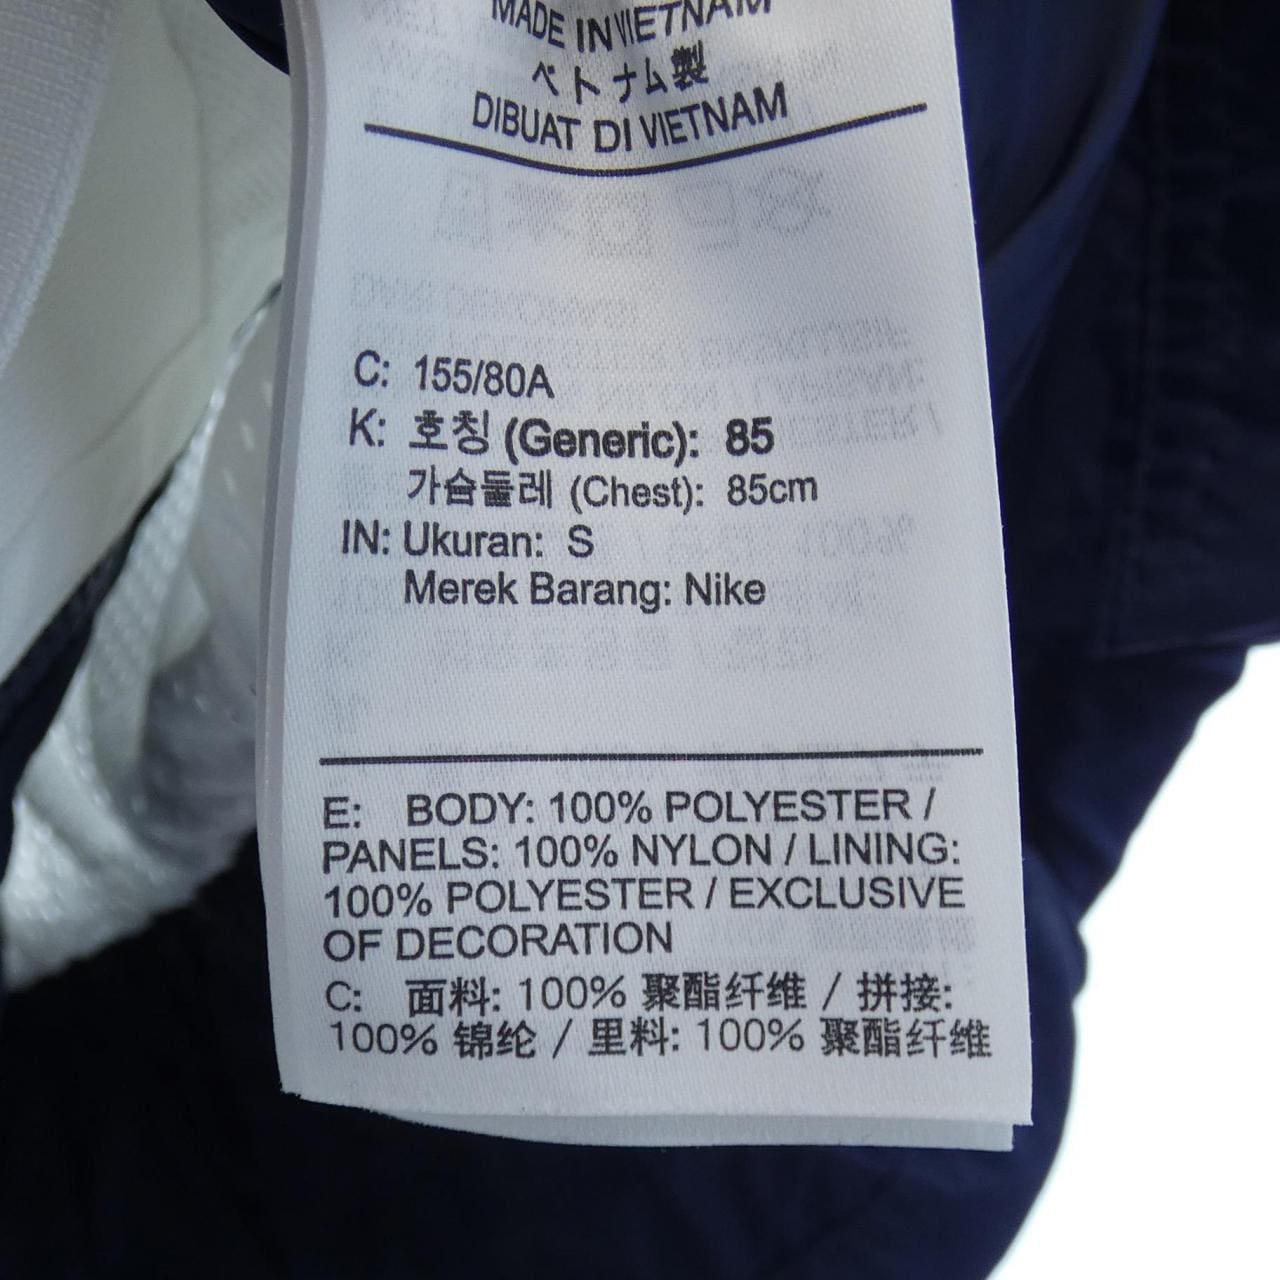 MADE IN VIETNAM
ベトナム製
DIBUAT DI VIETNAM
C: 155/80A
K: 호칭 (Generic): 85
가슴둘레 (Chest): 85cm
IN: Ukuran: S
Merek Barang: Nike
E: BODY: 100% POLYESTER /
PANELS: 100% NYLON / LINING:
100% POLYESTER / EXCLUSIVE
OF DECORATION
C: 面料: 100% 聚酯纤维 / 拼接:
100% 锦纶 / 里料: 100% 聚酯纤维